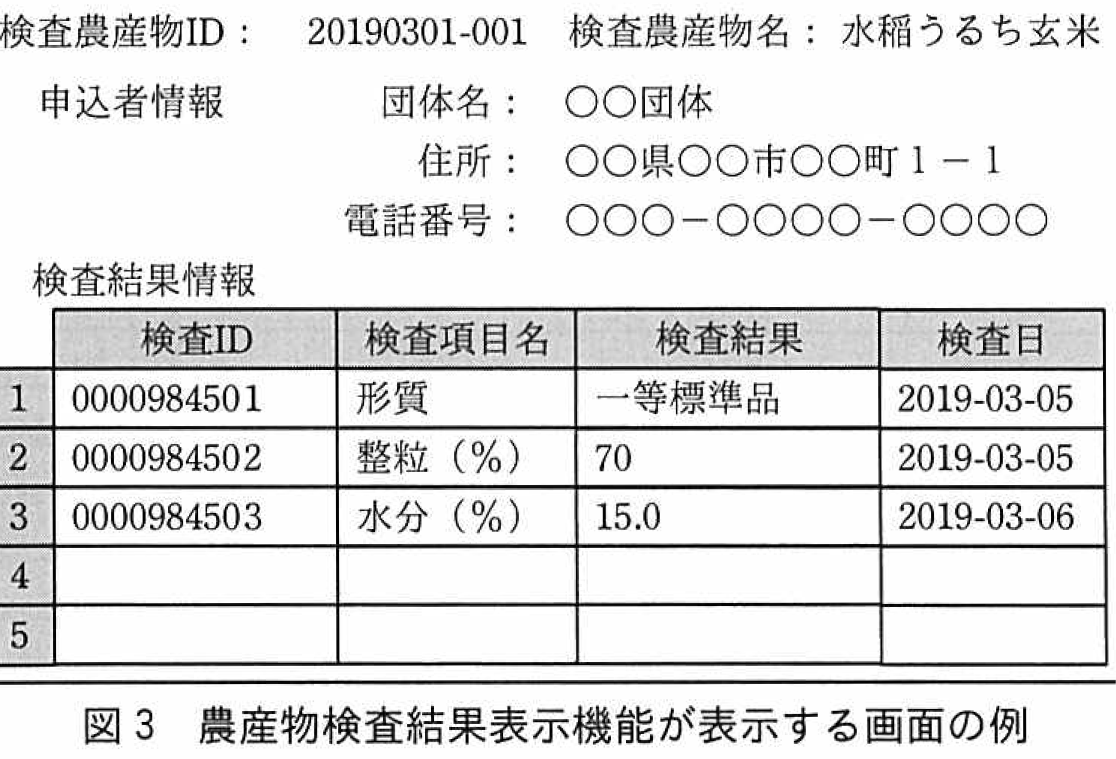 検査農産物ID： 20190301-001 検査農産物名：水稲うるち玄米
申込者情報 団体名： ○○団体
住所： ○○県○○市○○町1－1
電話番号： ○○○－○○○○－○○○○
検査結果情報
検査ID 検査項目名 検査結果 検査日
1 0000984501 形質 一等標準品 2019-03-05
2 0000984502 整粒（％） 70 2019-03-05
3 0000984503 水分（％） 15.0 2019-03-06
4
5
図3 農産物検査結果表示機能が表示する画面の例